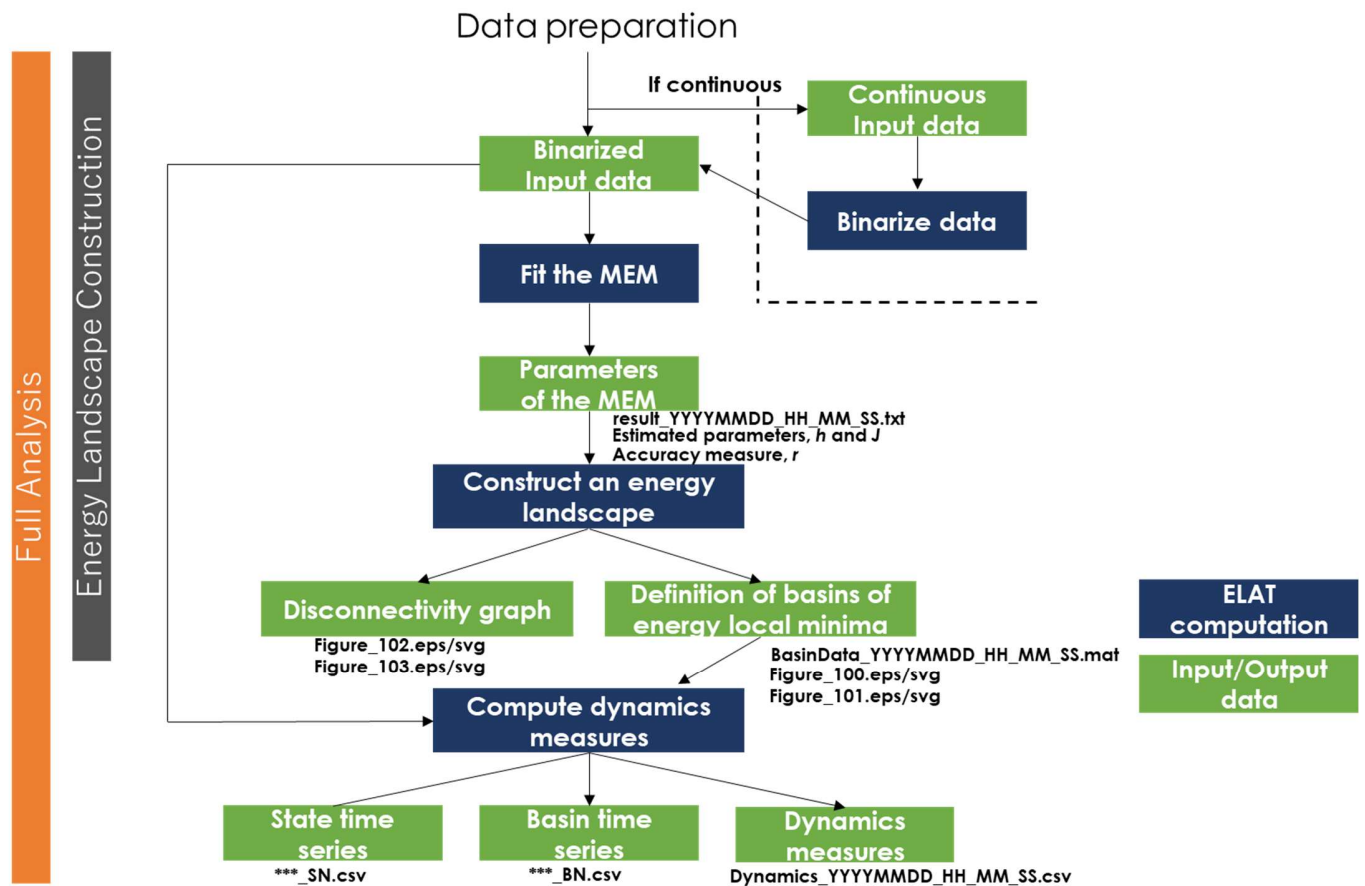 Data preparation
Full Analysis
Energy Landscape Construction
If continuous
Continuous
Input data
Binarized
Input data
Binarize data
Fit the MEM
Parameters
of the MEM
result_YYYYMMDD_HH_MM_SS.txt
Estimated parameters, h and J
Accuracy measure, r
Construct an energy
landscape
Disconnectivity graph
Figure_102.eps/svg
Figure_103.eps/svg
Definition of basins of
energy local minima
BasinData_YYYYMMDD_HH_MM_SS.mat
Figure_100.eps/svg
Figure_101.eps/svg
ELAT
computation
Input/Output
data
Compute dynamics
measures
State time
series
***_SN.csv
Basin time
series
***_BN.csv
Dynamics
measures
Dynamics_YYYYMMDD_HH_MM_SS.csv